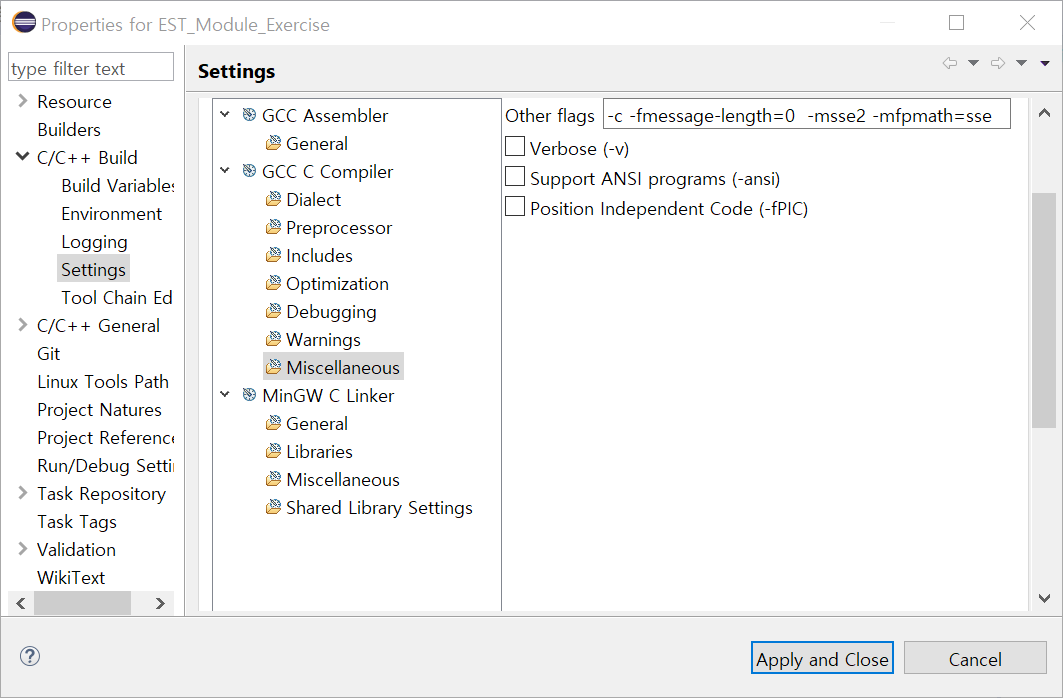 Properties for EST_Module_Exercise
type filter text
Resource
Builders
C/C++ Build
Build Variables
Environment
Logging
Settings
Tool Chain Ed
C/C++ General
Git
Linux Tools Path
Project Natures
Project Reference
Run/Debug Setti
Task Repository
Task Tags
Validation
WikiText
Settings
GCC Assembler
General
GCC C Compiler
Dialect
Preprocessor
Includes
Optimization
Debugging
Warnings
Miscellaneous
MinGW C Linker
General
Libraries
Miscellaneous
Shared Library Settings
Other flags -c -fmessage-length=0  -msse2 -mfpmath=sse
Verbose (-v)
Support ANSI programs (-ansi)
Position Independent Code (-fPIC)
?
Apply and Close
Cancel